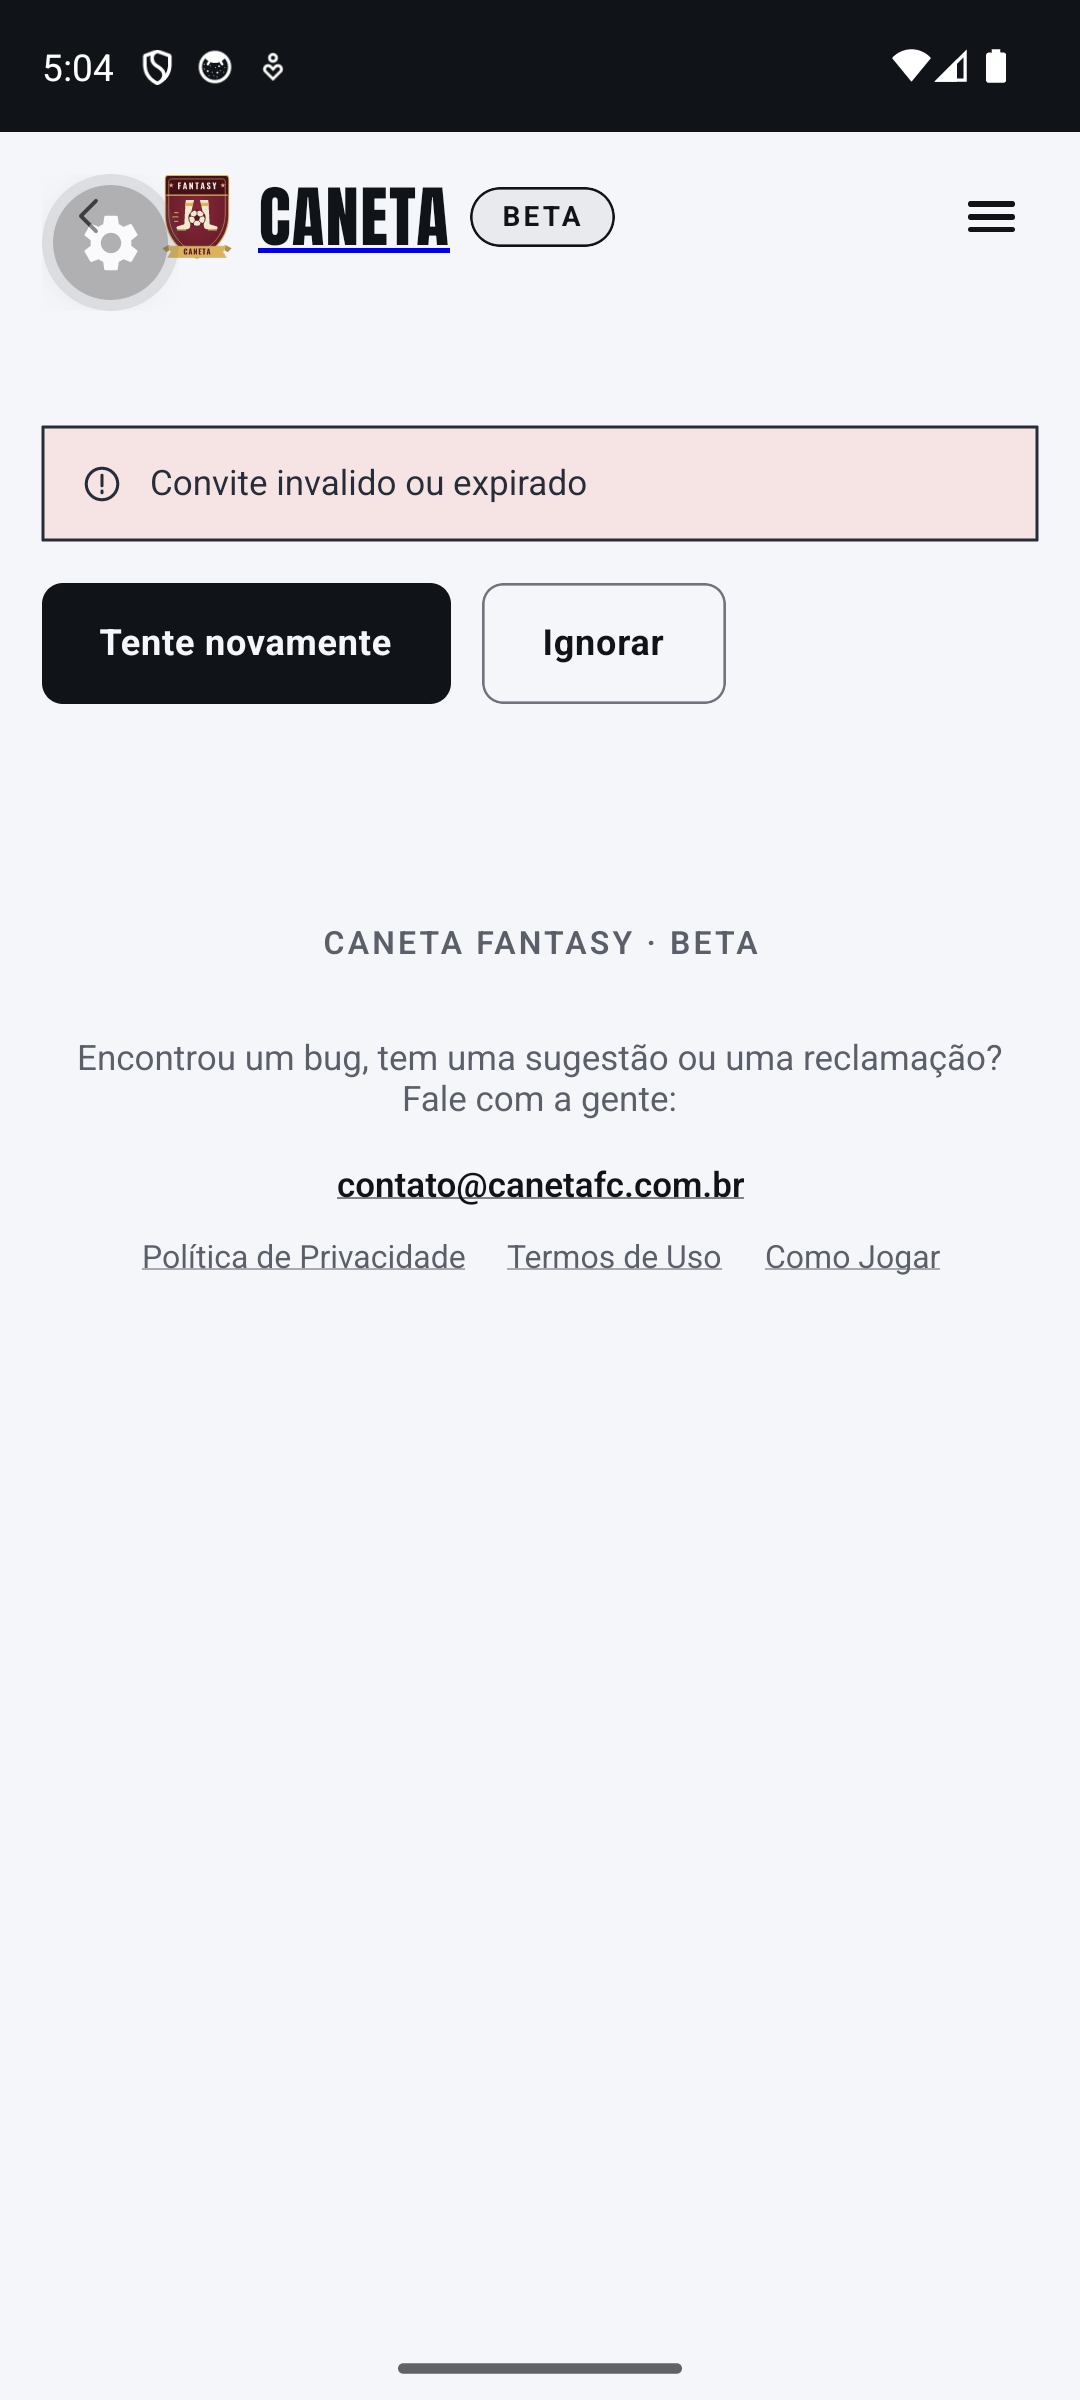 5:04
FANTASY
CANETA
CANETA
BETA
Convite invalido ou expirado
Tente novamente
Ignorar
CANETA FANTASY · BETA
Encontrou um bug, tem uma sugestão ou uma reclamação?
Fale com a gente:
contato@canetafc.com.br
Política de Privacidade
Termos de Uso
Como Jogar